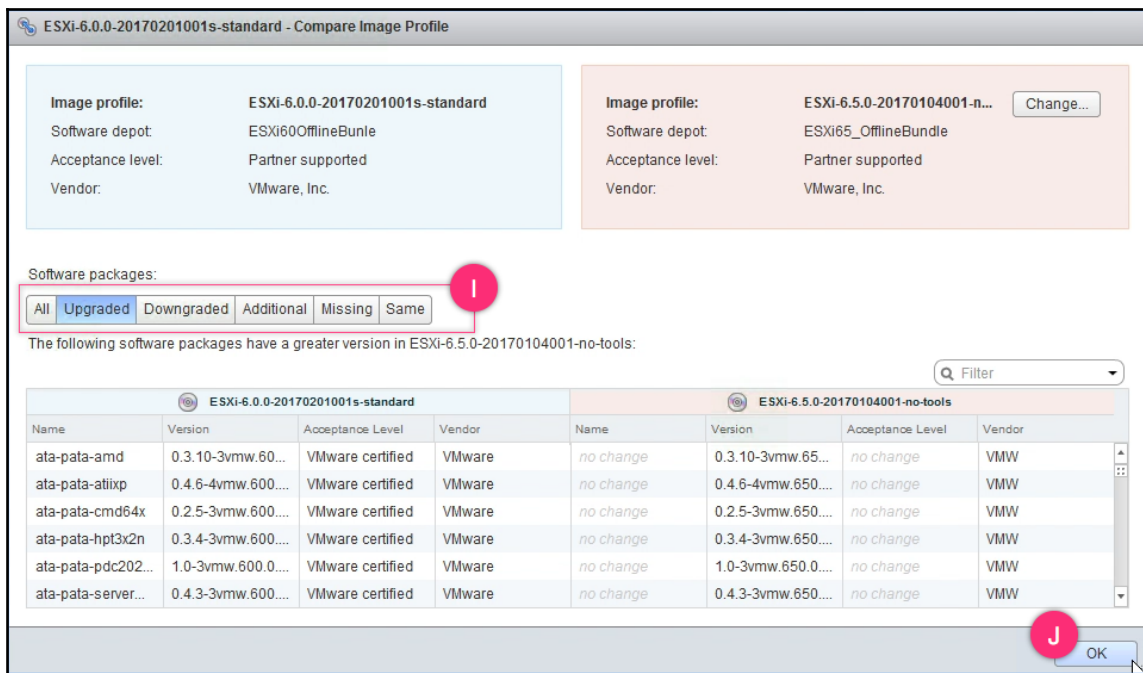 ESXi-6.0.0-20170201001s-standard - Compare Image Profile
Image profile: ESXi-6.0.0-20170201001s-standard
Software depot: ESXi60OfflineBunle
Acceptance level: Partner supported
Vendor: VMware, Inc.
Image profile: ESXi-6.5.0-20170104001-n... Change...
Software depot: ESXi65_OfflineBundle
Acceptance level: Partner supported
Vendor: VMware, Inc.
Software packages:
I
All Upgraded Downgraded Additional Missing Same
The following software packages have a greater version in ESXi-6.5.0-20170104001-no-tools:
Filter
ESXi-6.0.0-20170201001s-standard ESXi-6.5.0-20170104001-no-tools
Name Version Acceptance Level Vendor Name Version Acceptance Level Vendor
ata-pata-amd 0.3.10-3vmw.60... VMware certified VMware no change 0.3.10-3vmw.65... no change VMW
ata-pata-atiixp 0.4.6-4vmw.600.... VMware certified VMware no change 0.4.6-4vmw.650.... no change VMW
ata-pata-cmd64x 0.2.5-3vmw.600.... VMware certified VMware no change 0.2.5-3vmw.650.... no change VMW
ata-pata-hpt3x2n 0.3.4-3vmw.600.... VMware certified VMware no change 0.3.4-3vmw.650.... no change VMW
ata-pata-pdc202... 1.0-3vmw.600.0.... VMware certified VMware no change 1.0-3vmw.650.0.... no change VMW
ata-pata-server... 0.4.3-3vmw.600.... VMware certified VMware no change 0.4.3-3vmw.650.... no change VMW
J
OK